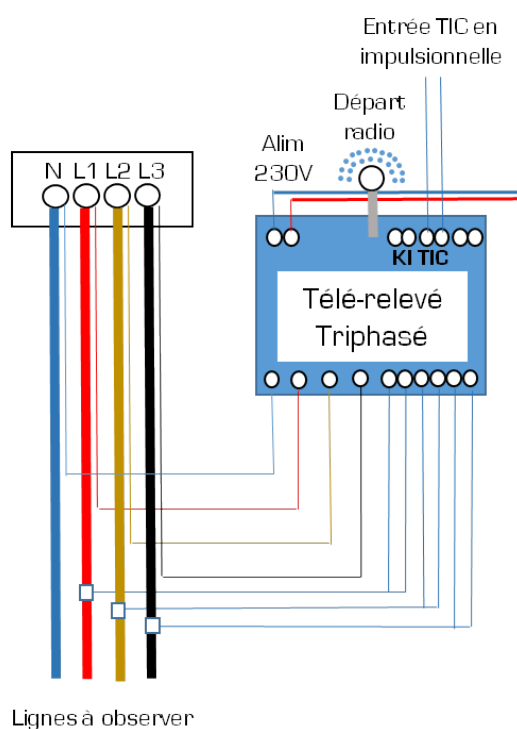 Entrée TIC en
impulsionnelle
Départ
radio
Alim
230V
N L1 L2 L3
KI TIC
Télé-relevé
Triphasé
Lignes à observer